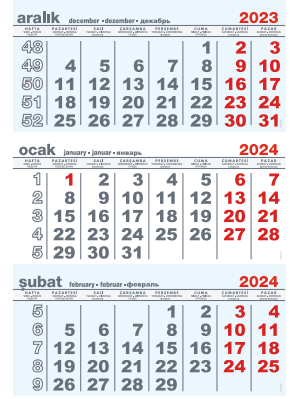 aralık december • dezember • декабрь 2023
HAFTA PAZARTESİ SALI ÇARŞAMBA PERŞEMBE CUMA CUMARTESİ PAZAR
48 1 2 3
49 4 5 6 7 8 9 10
50 11 12 13 14 15 16 17
51 18 19 20 21 22 23 24
52 25 26 27 28 29 30 31
ocak january • januar • январь 2024
HAFTA PAZARTESİ SALI ÇARŞAMBA PERŞEMBE CUMA CUMARTESİ PAZAR
1 1 2 3 4 5 6 7
2 8 9 10 11 12 13 14
3 15 16 17 18 19 20 21
4 22 23 24 25 26 27 28
5 29 30 31
şubat february • februar • февраль 2024
HAFTA PAZARTESİ SALI ÇARŞAMBA PERŞEMBE CUMA CUMARTESİ PAZAR
5 1 2 3 4
6 5 6 7 8 9 10 11
7 12 13 14 15 16 17 18
8 19 20 21 22 23 24 25
9 26 27 28 29